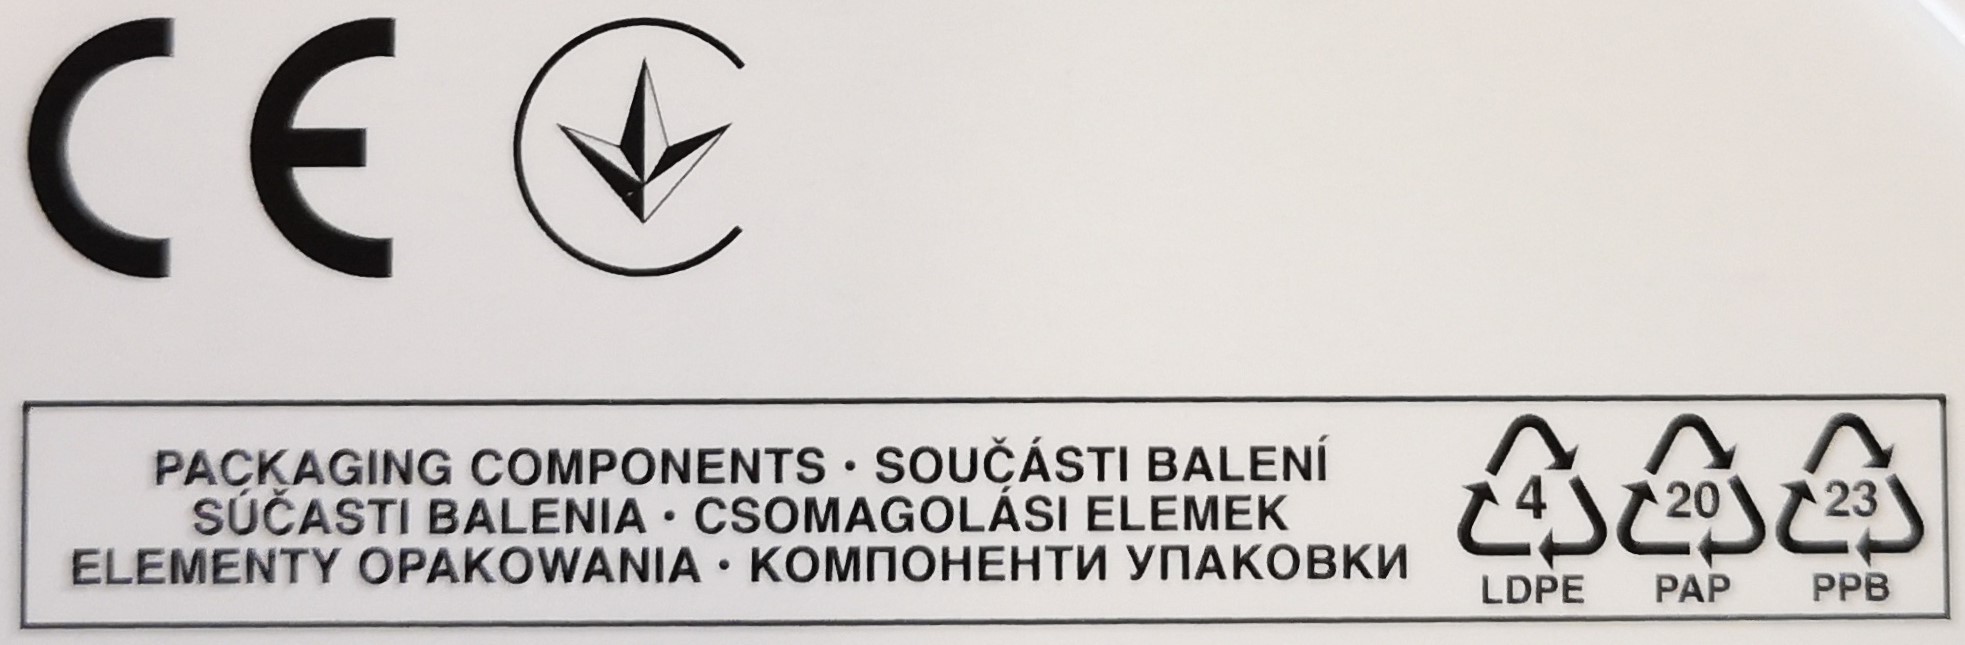 CE
PACKAGING COMPONENTS · SOUČÁSTI BALENÍ
SÚČASTI BALENIA · CSOMAGOLÁSI ELEMEK
ELEMENTY OPAKOWANIA · КОМПОНЕНТИ УПАКОВКИ
4 20 23
LDPE PAP PPB